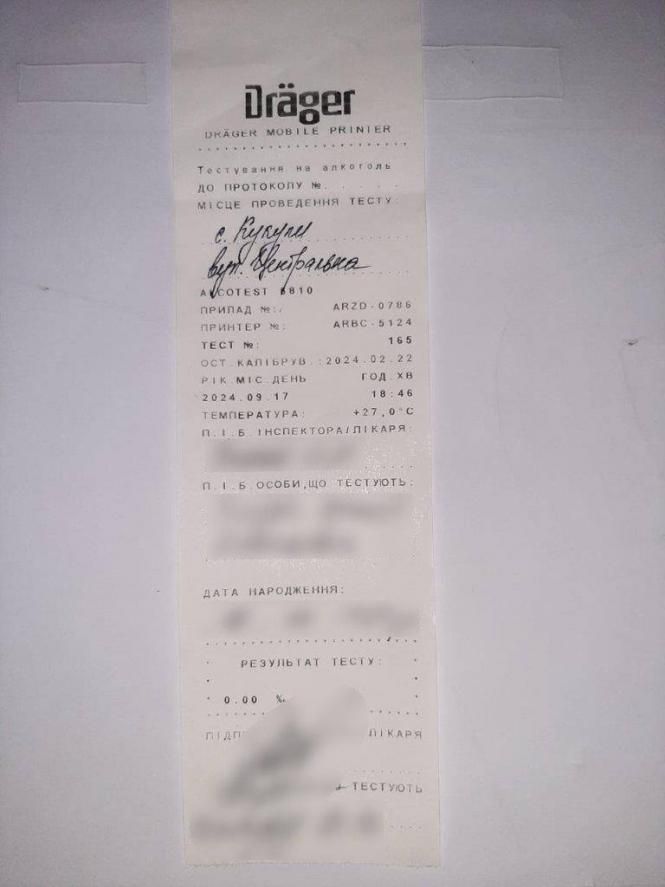 Dräger
DRÄGER MOBILE PRINTER
Тестування на алкоголь
ДО ПРОТОКОЛУ №.
МІСЦЕ ПРОВЕДЕННЯ ТЕСТУ:
с. Кукули
вул. Центральна
ALCOTEST 6810
ПРИЛАД №: ARZD-0786
ПРИНТЕР №: ARBC-5124
ТЕСТ №: 165
ОСТ.КАЛІБРУВ.:2024.02.22
РІК.МІС.ДЕНЬ ГОД.ХВ
2024.09.17 18:46
ТЕМПЕРАТУРА: +27,0°C
П.І.Б.ІНСПЕКТОРА/ЛІКАРЯ:
П.І.Б.ОСОБИ,ЩО ТЕСТУЮТЬ:
ДАТА НАРОДЖЕННЯ:
РЕЗУЛЬТАТ ТЕСТУ:
0.00 ‰
ЛІКАРЯ
ТЕСТУЮТЬ